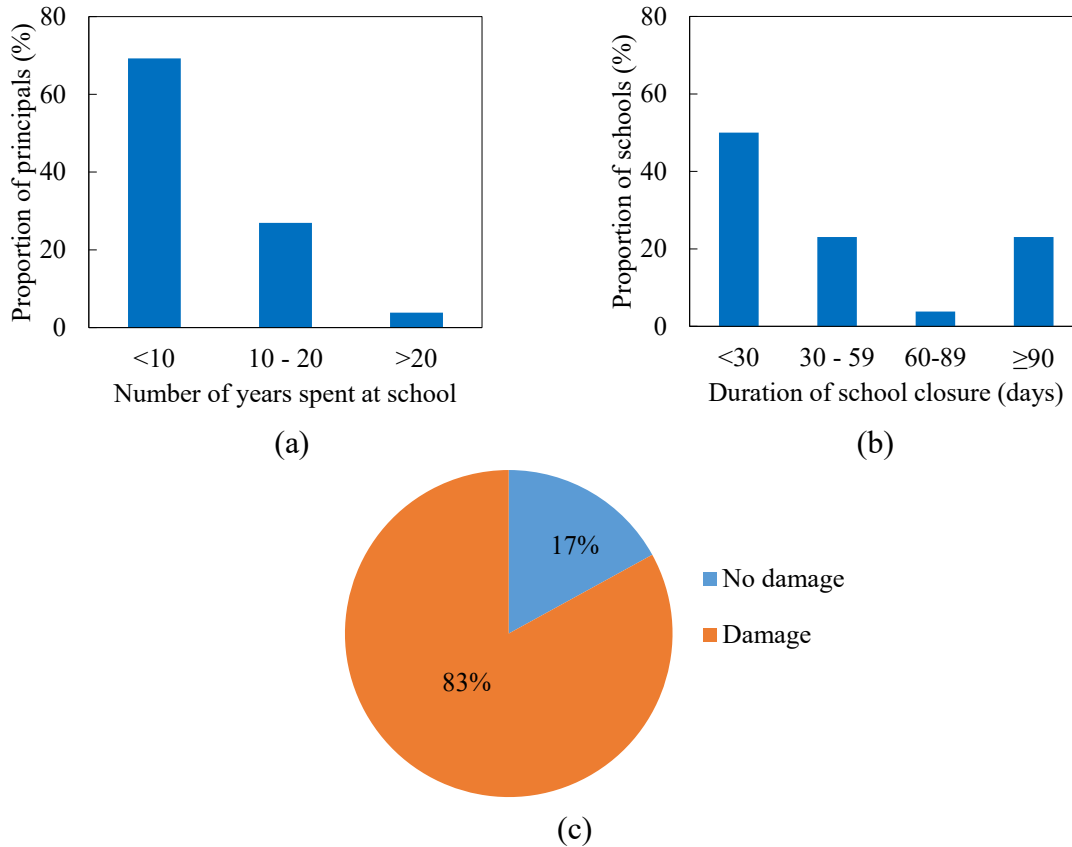 Proportion of principals (%)
80
60
40
20
0
<10 10 - 20 >20
Number of years spent at school
(a)
Proportion of schools (%)
80
60
40
20
0
<30 30 - 59 60-89 ≥90
Duration of school closure (days)
(b)
17%
83%
No damage
Damage
(c)